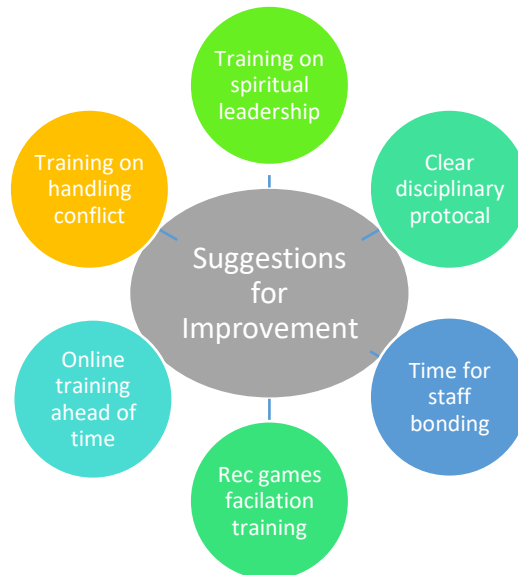 Training on
spiritual
leadership
Training on
handling
conflict
Clear
disciplinary
protocal
Suggestions
for
Improvement
Online
training
ahead of
time
Time for
staff
bonding
Rec games
facilation
training